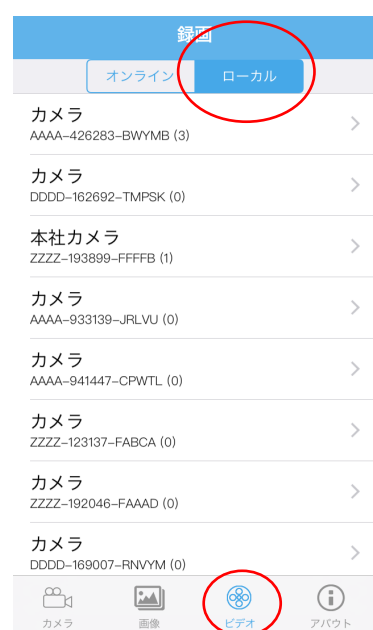 録画
オンライン ローカル
カメラ
AAAA-426283-BWYMB (3)
カメラ
DDDD-162692-TMPSK (0)
本社カメラ
ZZZZ-193899-FFFFB (1)
カメラ
AAAA-933139-JRLVU (0)
カメラ
AAAA-941447-CPWTL (0)
カメラ
ZZZZ-123137-FABCA (0)
カメラ
ZZZZ-192046-FAAAD (0)
カメラ
DDDD-169007-RNVYM (0)
カメラ 画像 ビデオ アバウト